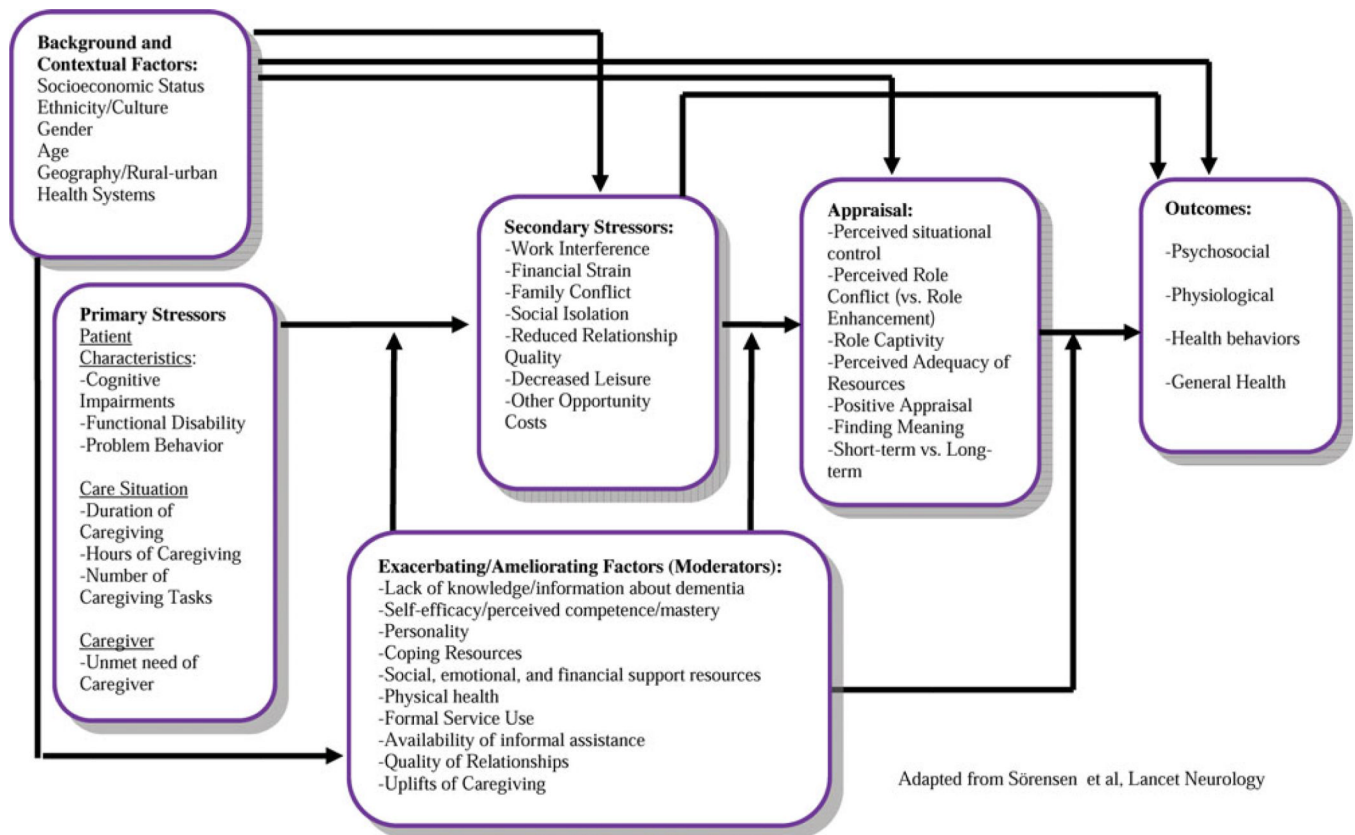 Background and
Contextual Factors:
Socioeconomic Status
Ethnicity/Culture
Gender
Age
Geography/Rural-urban
Health Systems
Primary Stressors
Patient
Characteristics:
-Cognitive
Impairments
-Functional Disability
-Problem Behavior
Care Situation
-Duration of
Caregiving
-Hours of Caregiving
-Number of
Caregiving Tasks
Caregiver
-Unmet need of
Caregiver
Secondary Stressors:
-Work Interference
-Financial Strain
-Family Conflict
-Social Isolation
-Reduced Relationship
Quality
-Decreased Leisure
-Other Opportunity
Costs
Appraisal:
-Perceived situational
control
-Perceived Role
Conflict (vs. Role
Enhancement)
-Role Captivity
-Perceived Adequacy of
Resources
-Positive Appraisal
-Finding Meaning
-Short-term vs. Long-
term
Outcomes:
-Psychosocial
-Physiological
-Health behaviors
-General Health
Exacerbating/Ameliorating Factors (Moderators):
-Lack of knowledge/information about dementia
-Self-efficacy/perceived competence/mastery
-Personality
-Coping Resources
-Social, emotional, and financial support resources
-Physical health
-Formal Service Use
-Availability of informal assistance
-Quality of Relationships
-Uplifts of Caregiving
Adapted from Sörensen et al, Lancet Neurology